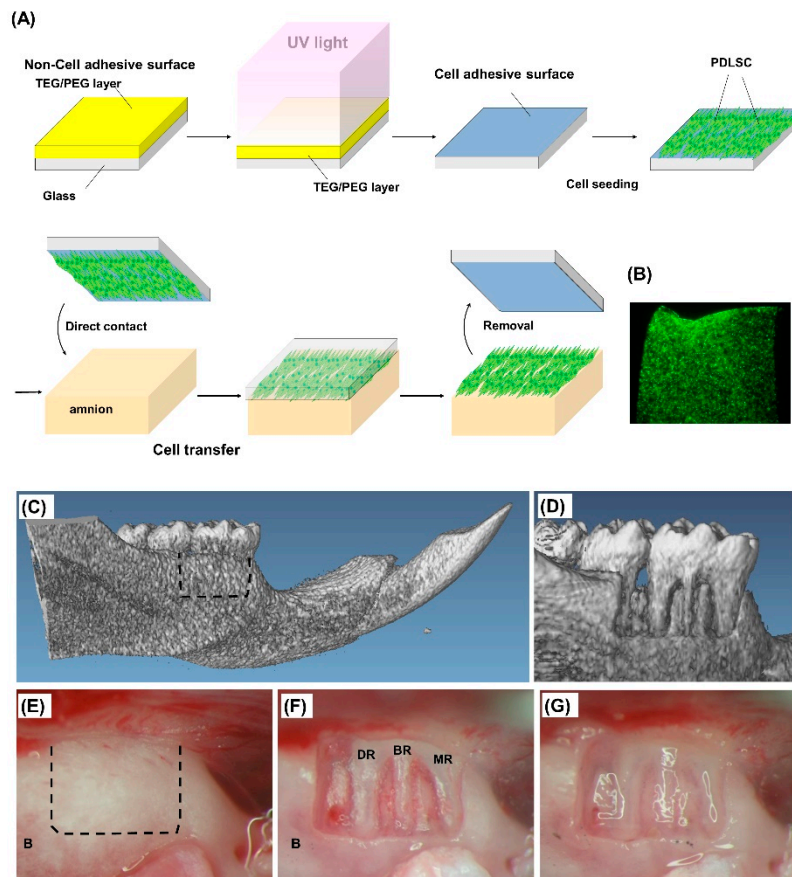 (A)
Non-Cell adhesive surface
TEG/PEG layer
Glass
UV light
TEG/PEG layer
Cell adhesive surface
PDLSC
Cell seeding
Direct contact
amnion
Cell transfer
Removal
(B)
(C)
(D)
(E)
B
(F)
DR
BR
MR
B
(G)